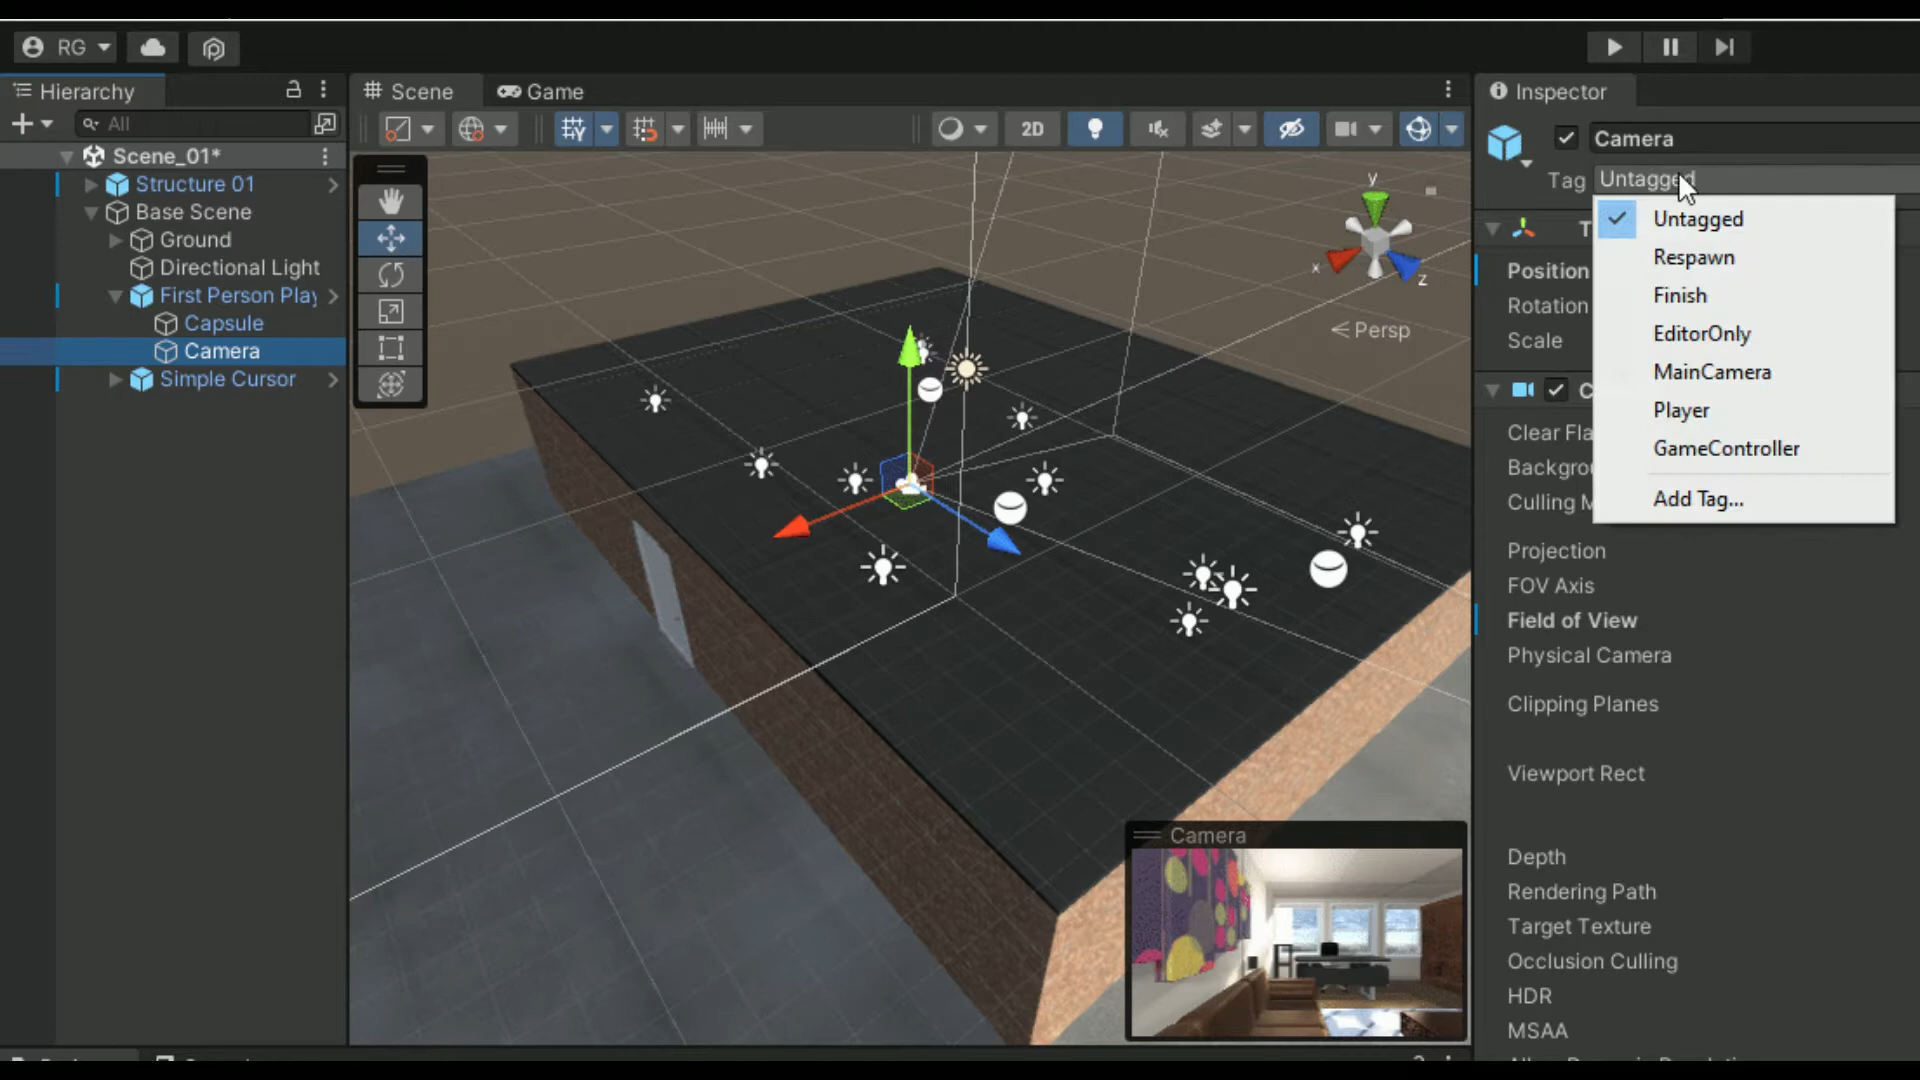 RG
Hierarchy
All
Scene_01*
Structure 01
Base Scene
Ground
Directional Light
First Person Play
Capsule
Camera
Simple Cursor
Scene
Game
2D
y
x
z
Persp
Camera
Inspector
Camera
Tag
Untagged
Untagged
Respawn
Finish
EditorOnly
MainCamera
Player
GameController
Add Tag...
T
Position
Rotation
Scale
C
Clear Fla
Backgrou
Culling M
Projection
FOV Axis
Field of View
Physical Camera
Clipping Planes
Viewport Rect
Depth
Rendering Path
Target Texture
Occlusion Culling
HDR
MSAA